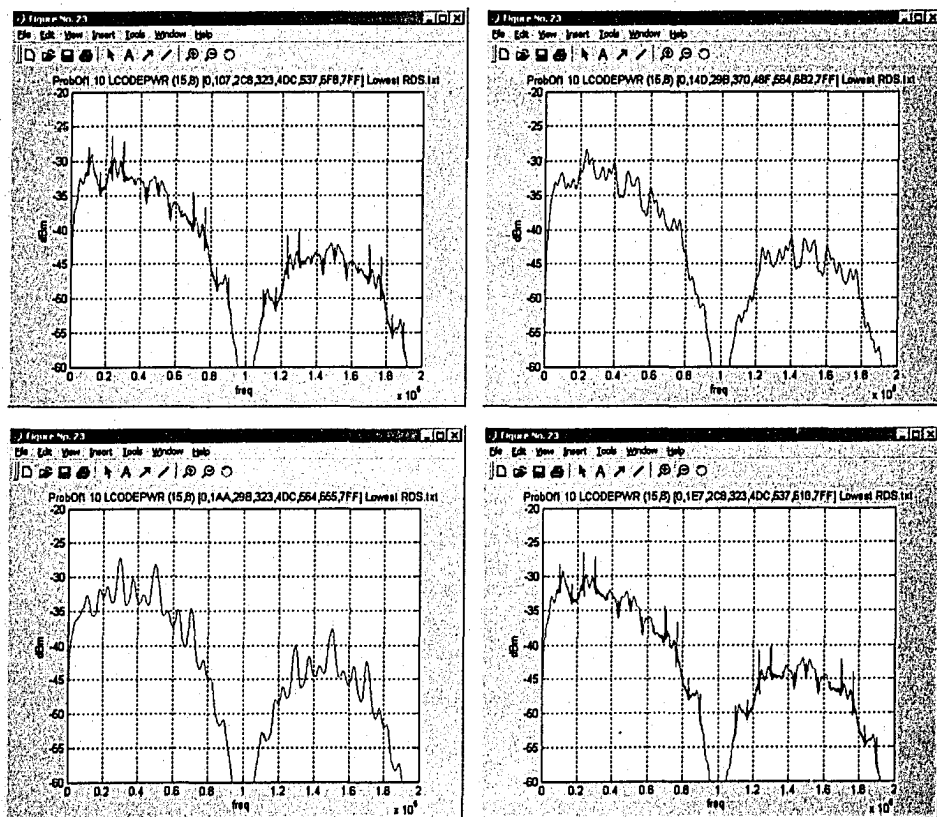 Figure No. 23
File Edit View Insert Tools Window Help
ProbOf1 10 LCODEPWR (15,8) [0,107,2C8,323,4DC,537,5F8,7FF] Lowest RDS.txt
-20
-25
-30
-35
-40
-45
-50
-55
-60
dBm
0 0.2 0.4 0.6 0.8 1 1.2 1.4 1.6 1.8 2
freq
x 10
Figure No. 23
File Edit View Insert Tools Window Help
ProbOf1 10 LCODEPWR (15,8) [0,14D,29B,370,48F,564,6B2,7FF] Lowest RDS.txt
-20
-25
-30
-35
-40
-45
-50
-55
-60
dBm
0 0.2 0.4 0.6 0.8 1 1.2 1.4 1.6 1.8 2
freq
x 10
Figure No. 23
File Edit View Insert Tools Window Help
ProbOf1 10 LCODEPWR (15,8) [0,1AA,29B,323,4DC,564,655,7FF] Lowest RDS.txt
-20
-25
-30
-35
-40
-45
-50
-55
-60
dBm
0 0.2 0.4 0.6 0.8 1 1.2 1.4 1.6 1.8 2
freq
x 10
Figure No. 23
File Edit View Insert Tools Window Help
ProbOf1 10 LCODEPWR (15,8) [0,1E7,2C8,323,4DC,537,618,7FF] Lowest RDS.txt
-20
-25
-30
-35
-40
-45
-50
-55
-60
dBm
0 0.2 0.4 0.6 0.8 1 1.2 1.4 1.6 1.8 2
freq
x 10